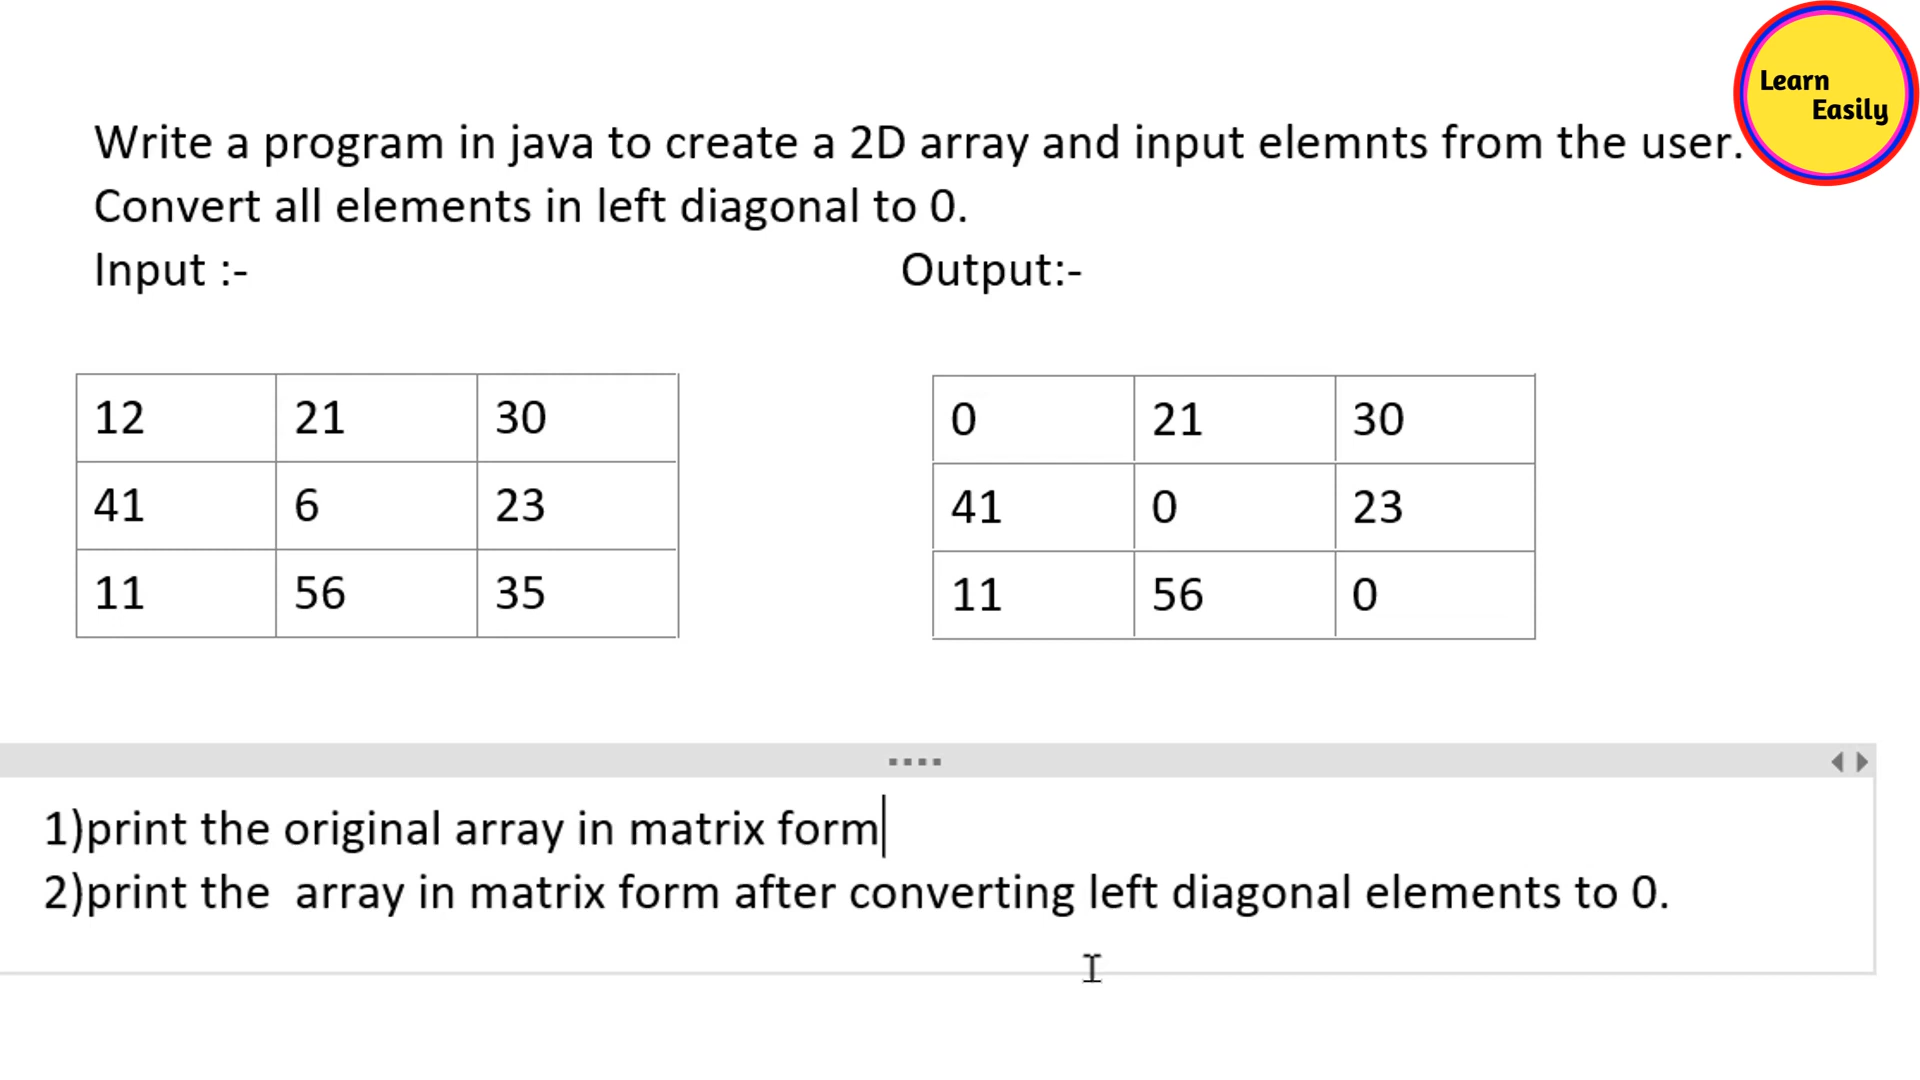 Learn
Easily
Write a program in java to create a 2D array and input elemnts from the user.
Convert all elements in left diagonal to 0.
Input :- Output:-
12 21 30 0 21 30
41 6 23 41 0 23
11 56 35 11 56 0
1)print the original array in matrix form
2)print the  array in matrix form after converting left diagonal elements to 0.